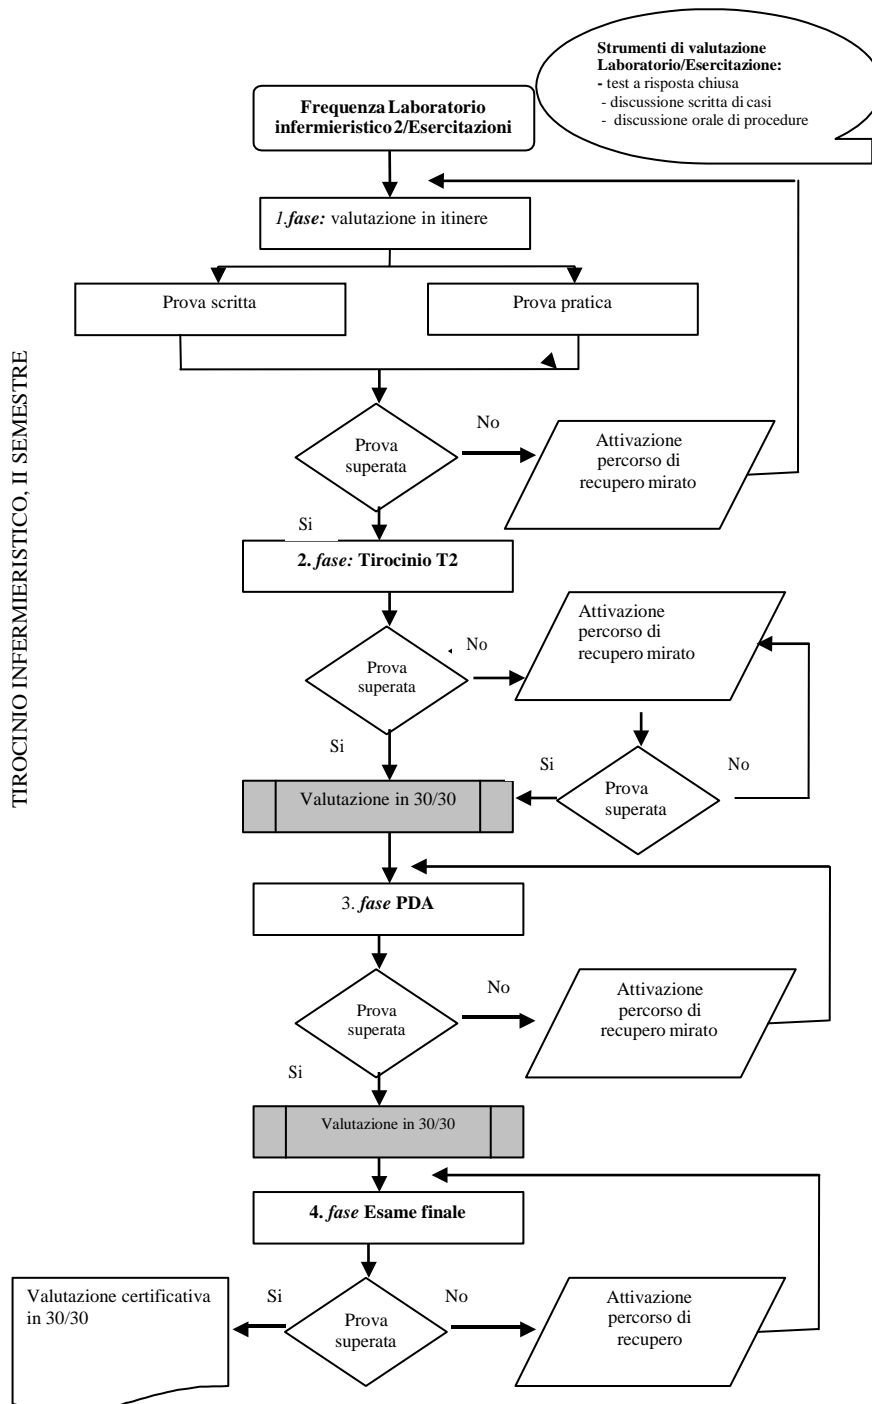 Strumenti di valutazione
Laboratorio/Esercitazione:
- test a risposta chiusa
- discussione scritta di casi
- discussione orale di procedure
Frequenza Laboratorio
infermieristico 2/Esercitazioni
1.fase: valutazione in itinere
Prova scritta
Prova pratica
TIROCINIO INFERMIERISTICO, II SEMESTRE
Prova
superata
No
Attivazione
percorso di
recupero mirato
Si
2. fase: Tirocinio T2
Prova
superata
No
Attivazione
percorso di
recupero mirato
Si
Si
Prova
superata
No
Valutazione in 30/30
3. fase PDA
Prova
superata
No
Attivazione
percorso di
recupero mirato
Si
Valutazione in 30/30
4. fase Esame finale
Valutazione certificativa
in 30/30
Si
Prova
superata
No
Attivazione
percorso di
recupero